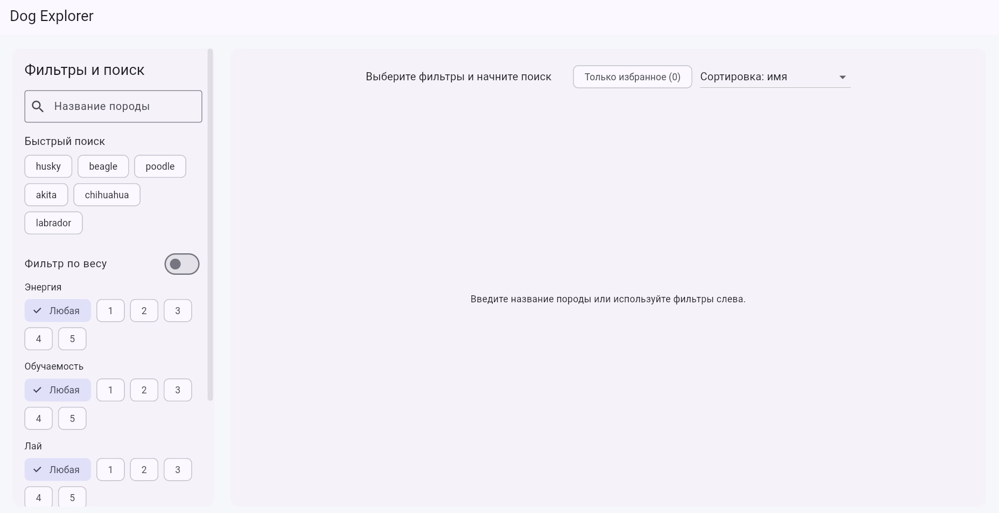 Dog Explorer
Фильтры и поиск
Название породы
Быстрый поиск
husky beagle poodle
akita chihuahua
labrador
Фильтр по весу
Энергия
Любая 1 2 3
4 5
Обучаемость
Любая 1 2 3
4 5
Лай
Любая 1 2 3
4 5
Выберите фильтры и начните поиск Только избранное (0) Сортировка: имя
Введите название породы или используйте фильтры слева.